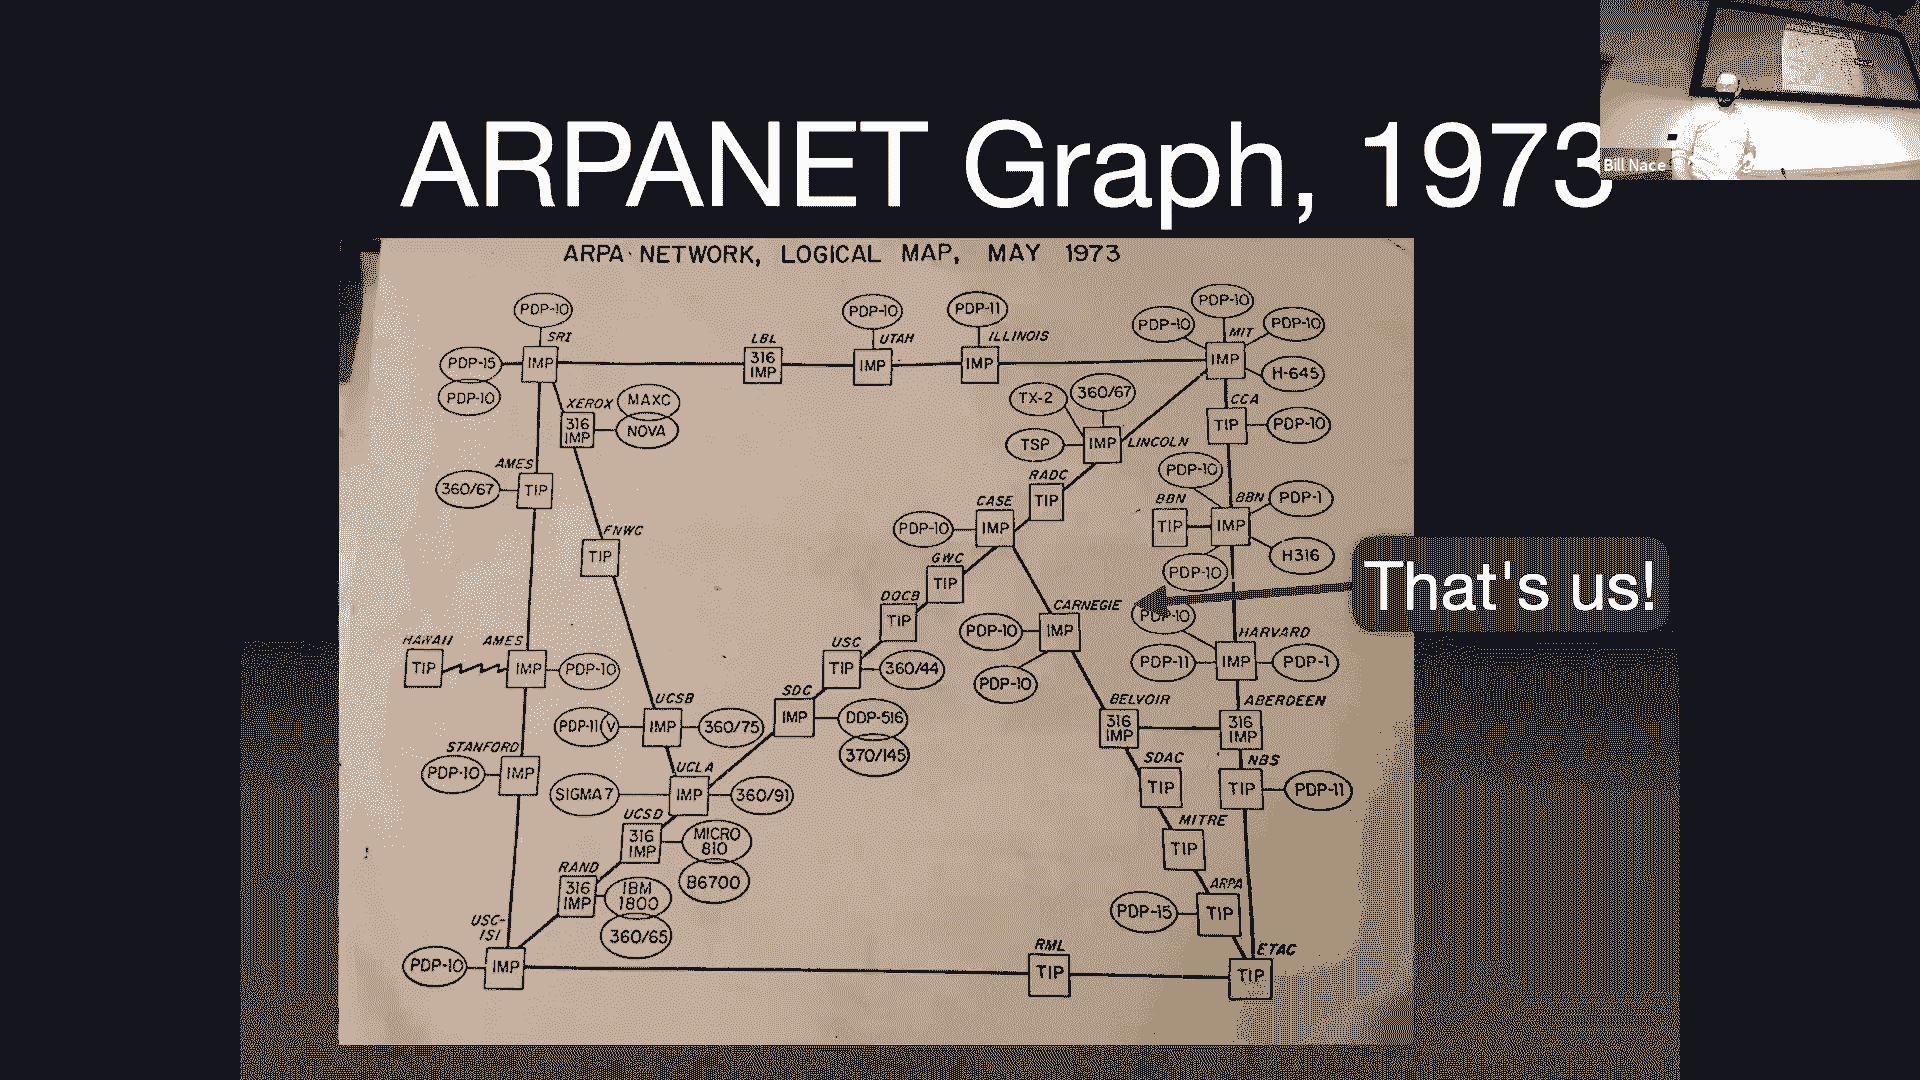 ARPANET Graph, 1973
Bill Nace
ARPA NETWORK, LOGICAL MAP, MAY 1973
PDP-10
SRI
IMP
PDP-15
PDP-10
LBL
316
IMP
PDP-10
UTAH
IMP
PDP-11
ILLINOIS
IMP
PDP-10
PDP-10
MIT
PDP-10
IMP
H-645
XEROX
316
IMP
MAXC
NOVA
TX-2
360/67
TSP
IMP
LINCOLN
CCA
TIP
PDP-10
AMES
360/67
TIP
RADC
TIP
CASE
PDP-10
IMP
PDP-10
BBN
TIP
BBN
IMP
PDP-1
H316
PDP-10
FNWC
TIP
GWC
TIP
DOCB
TIP
CARNEGIE
PDP-10
IMP
PDP-10
That's us!
PDP-10
HARVARD
PDP-11
IMP
PDP-1
HAWAII
TIP
AMES
IMP
PDP-10
USC
TIP
360/44
UCSB
PDP-11
V
IMP
360/75
SDC
IMP
DDP-516
370/145
BELVOIR
316
IMP
ABERDEEN
316
IMP
STANFORD
PDP-10
IMP
UCLA
SIGMA 7
IMP
360/91
SDAC
TIP
NBS
TIP
PDP-11
UCSD
316
IMP
MICRO
810
B6700
MITRE
TIP
RAND
316
IMP
IBM
1800
360/65
ARPA
PDP-15
TIP
USC-
ISI
PDP-10
IMP
RML
TIP
ETAC
TIP